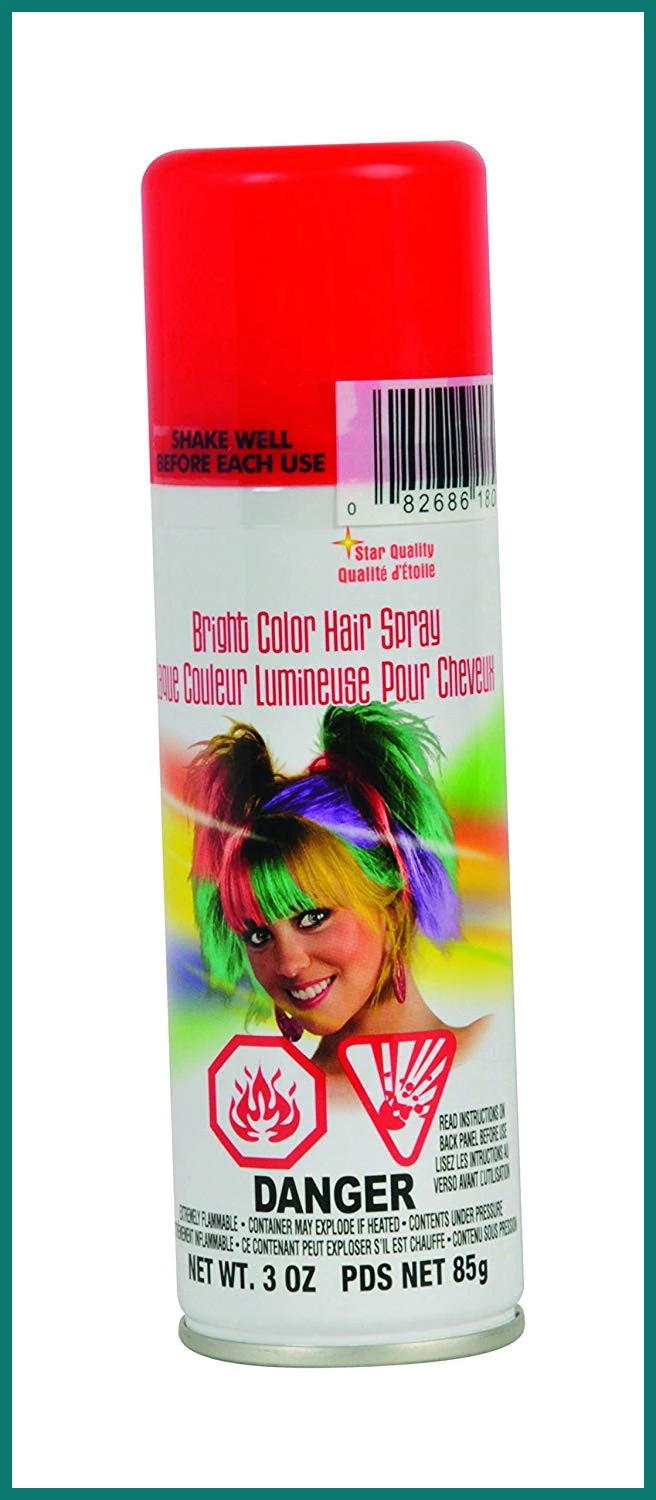 SHAKE WELL
BEFORE EACH USE
0 82686 180
Star Quality
Qualité d'Étoile
Bright Color Hair Spray
aque Couleur Lumineuse Pour Cheveux
READ INSTRUCTIONS ON
BACK PANEL BEFORE USE
LISEZ LES INTRUCTIONS AU
VERSO AVANT L'UTILISATION
DANGER
EXTREMELY FLAMMABLE • CONTAINER MAY EXPLODE IF HEATED • CONTENTS UNDER PRESSURE
INFLAMMABLE • CE CONTENANT PEUT EXPLOSER S'IL EST CHAUFFE • CONTENU SOUS PRESSION
NET WT. 3 OZ PDS NET 85g